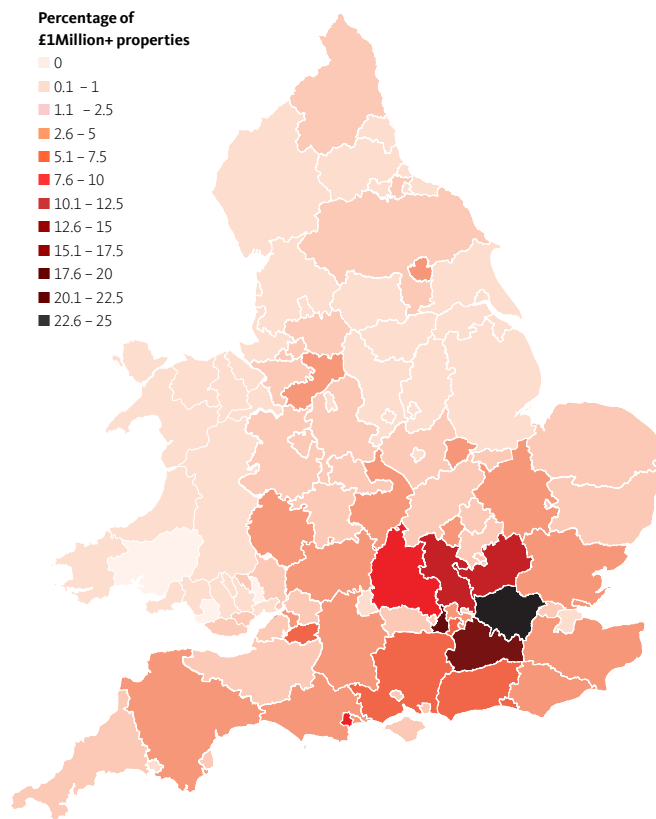 Percentage of
£1Million+ properties
0
0.1 – 1
1.1 – 2.5
2.6 – 5
5.1 – 7.5
7.6 – 10
10.1 – 12.5
12.6 – 15
15.1 – 17.5
17.6 – 20
20.1 – 22.5
22.6 – 25